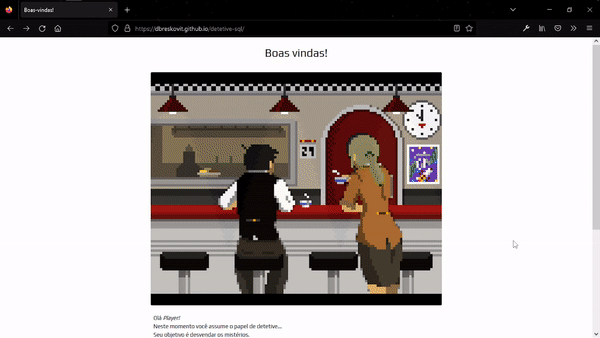 Boas-vindas!
https://dbreskovit.github.io/detetive-sql/
Boas vindas!
29
Olá Player!
Neste momento você assume o papel de detetive...
Seu objetivo é desvendar os mistérios.